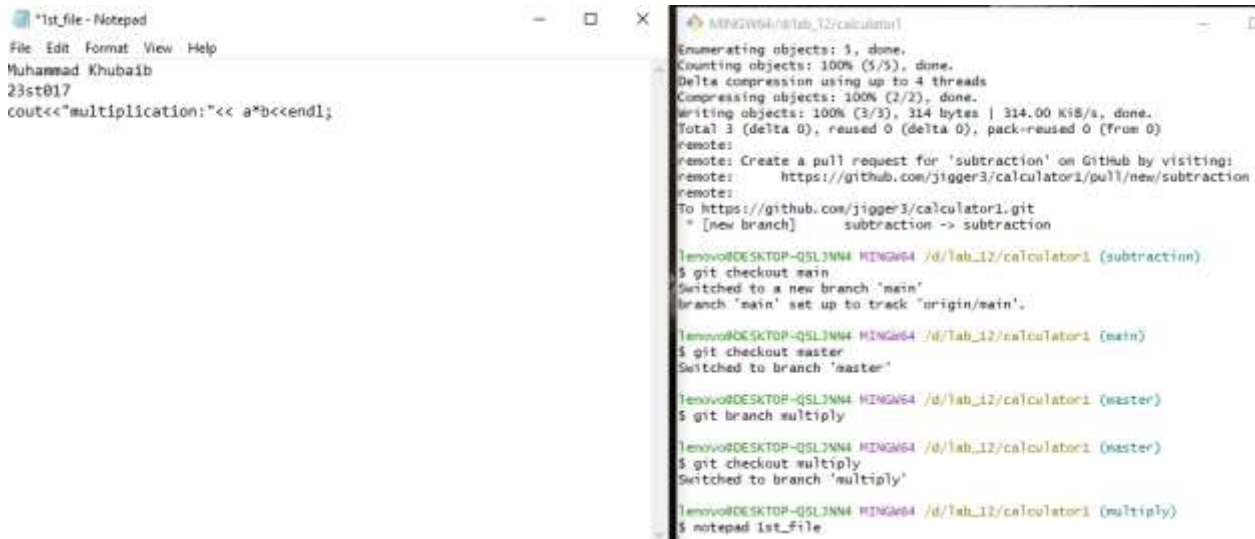 *1st_file - Notepad
File Edit Format View Help
Muhammad Khubaib
23st017
cout<<"multiplication:"<< a*b<<endl;
MINGW64:/d/lab_12/calculator1
Enumerating objects: 5, done.
Counting objects: 100% (5/5), done.
Delta compression using up to 4 threads
Compressing objects: 100% (2/2), done.
Writing objects: 100% (3/3), 314 bytes | 314.00 KiB/s, done.
Total 3 (delta 0), reused 0 (delta 0), pack-reused 0 (from 0)
remote:
remote: Create a pull request for 'subtraction' on GitHub by visiting:
remote: https://github.com/jigger3/calculator1/pull/new/subtraction
remote:
To https://github.com/jigger3/calculator1.git
* [new branch] subtraction -> subtraction
lenovo@DESKTOP-QSLJNN4 MINGW64 /d/lab_12/calculator1 (subtraction)
$ git checkout main
Switched to a new branch 'main'
branch 'main' set up to track 'origin/main'.
lenovo@DESKTOP-QSLJNN4 MINGW64 /d/lab_12/calculator1 (main)
$ git checkout master
Switched to branch 'master'
lenovo@DESKTOP-QSLJNN4 MINGW64 /d/lab_12/calculator1 (master)
$ git branch multiply
lenovo@DESKTOP-QSLJNN4 MINGW64 /d/lab_12/calculator1 (master)
$ git checkout multiply
Switched to branch 'multiply'
lenovo@DESKTOP-QSLJNN4 MINGW64 /d/lab_12/calculator1 (multiply)
$ notepad 1st_file